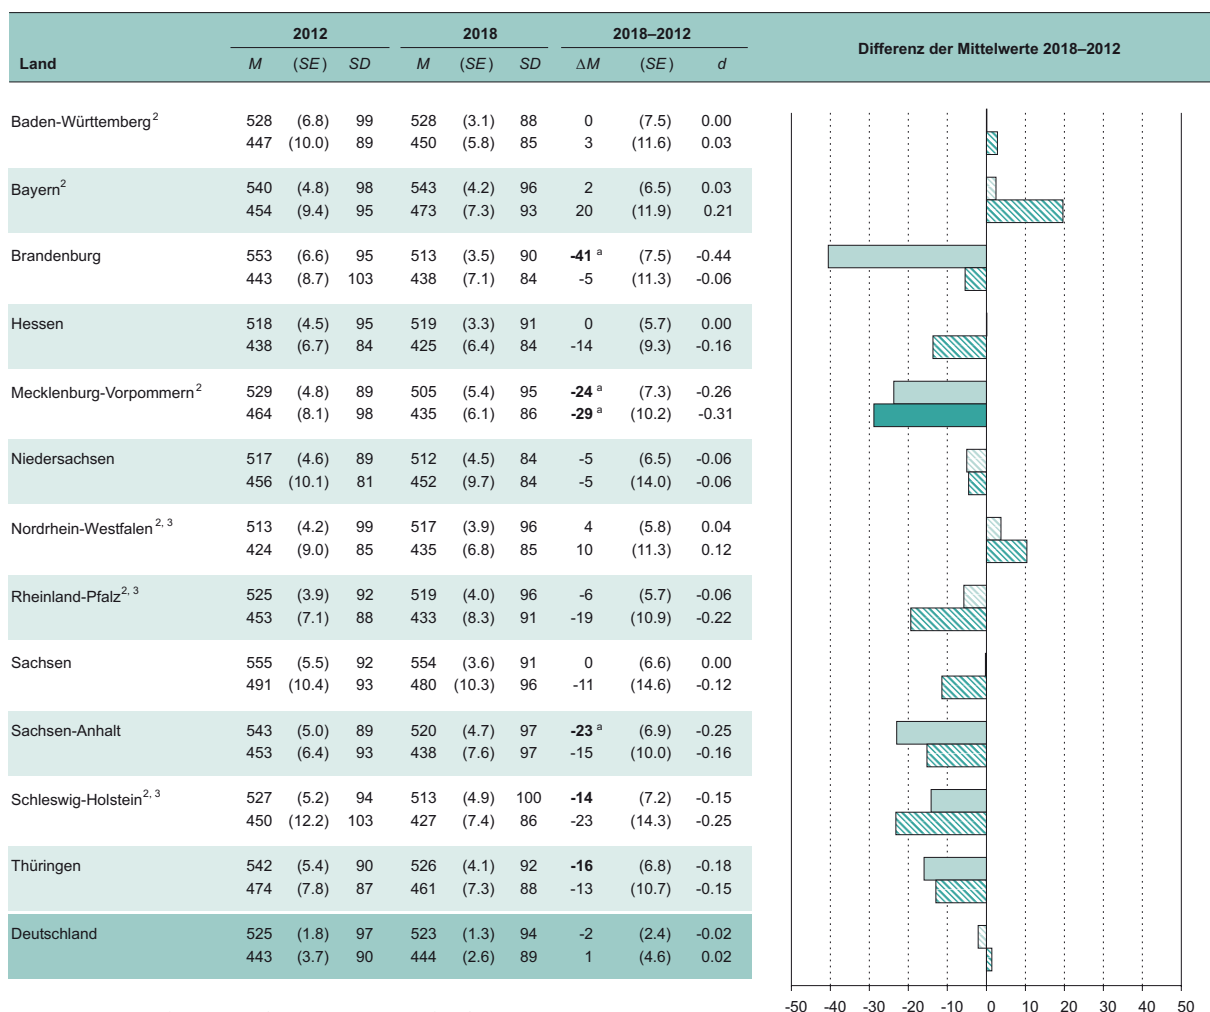 2012 2018 2018–2012 Differenz der Mittelwerte 2018–2012
Land M (SE) SD M (SE) SD ΔM (SE) d
Baden-Württemberg² 528 (6.8) 99 528 (3.1) 88 0 (7.5) 0.00
447 (10.0) 89 450 (5.8) 85 3 (11.6) 0.03
Bayern² 540 (4.8) 98 543 (4.2) 96 2 (6.5) 0.03
454 (9.4) 95 473 (7.3) 93 20 (11.9) 0.21
Brandenburg 553 (6.6) 95 513 (3.5) 90 -41 a (7.5) -0.44
443 (8.7) 103 438 (7.1) 84 -5 (11.3) -0.06
Hessen 518 (4.5) 95 519 (3.3) 91 0 (5.7) 0.00
438 (6.7) 84 425 (6.4) 84 -14 (9.3) -0.16
Mecklenburg-Vorpommern² 529 (4.8) 89 505 (5.4) 95 -24 a (7.3) -0.26
464 (8.1) 98 435 (6.1) 86 -29 a (10.2) -0.31
Niedersachsen 517 (4.6) 89 512 (4.5) 84 -5 (6.5) -0.06
456 (10.1) 81 452 (9.7) 84 -5 (14.0) -0.06
Nordrhein-Westfalen²,³ 513 (4.2) 99 517 (3.9) 96 4 (5.8) 0.04
424 (9.0) 85 435 (6.8) 85 10 (11.3) 0.12
Rheinland-Pfalz²,³ 525 (3.9) 92 519 (4.0) 96 -6 (5.7) -0.06
453 (7.1) 88 433 (8.3) 91 -19 (10.9) -0.22
Sachsen 555 (5.5) 92 554 (3.6) 91 0 (6.6) 0.00
491 (10.4) 93 480 (10.3) 96 -11 (14.6) -0.12
Sachsen-Anhalt 543 (5.0) 89 520 (4.7) 97 -23 a (6.9) -0.25
453 (6.4) 93 438 (7.6) 97 -15 (10.0) -0.16
Schleswig-Holstein²,³ 527 (5.2) 94 513 (4.9) 100 -14 (7.2) -0.15
450 (12.2) 103 427 (7.4) 86 -23 (14.3) -0.25
Thüringen 542 (5.4) 90 526 (4.1) 92 -16 (6.8) -0.18
474 (7.8) 87 461 (7.3) 88 -13 (10.7) -0.15
Deutschland 525 (1.8) 97 523 (1.3) 94 -2 (2.4) -0.02
443 (3.7) 90 444 (2.6) 89 1 (4.6) 0.02
-50 -40 -30 -20 -10 0 10 20 30 40 50